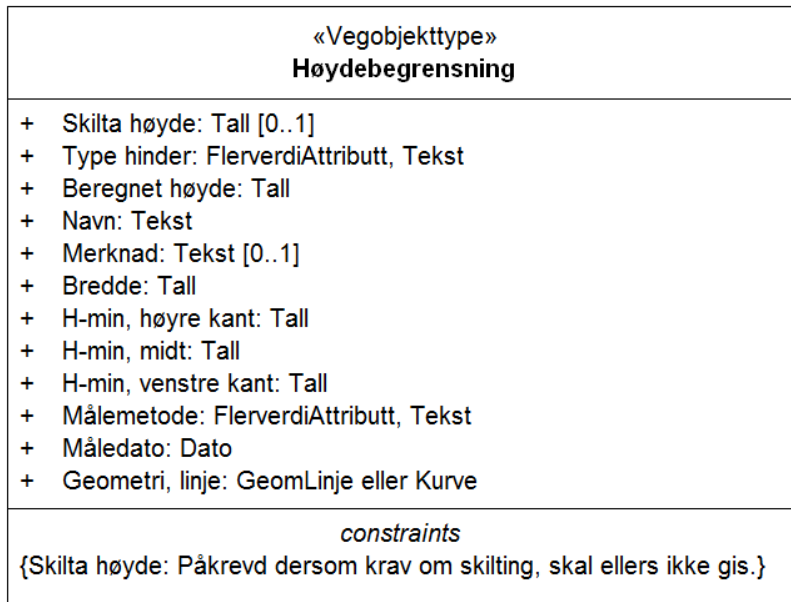 «Vegobjekttype»
Høydebegrensning
+ Skilta høyde: Tall [0..1]
+ Type hinder: FlerverdiAttributt, Tekst
+ Beregnet høyde: Tall
+ Navn: Tekst
+ Merknad: Tekst [0..1]
+ Bredde: Tall
+ H-min, høyre kant: Tall
+ H-min, midt: Tall
+ H-min, venstre kant: Tall
+ Målemetode: FlerverdiAttributt, Tekst
+ Måledato: Dato
+ Geometri, linje: GeomLinje eller Kurve
constraints
{Skilta høyde: Påkrevd dersom krav om skilting, skal ellers ikke gis.}